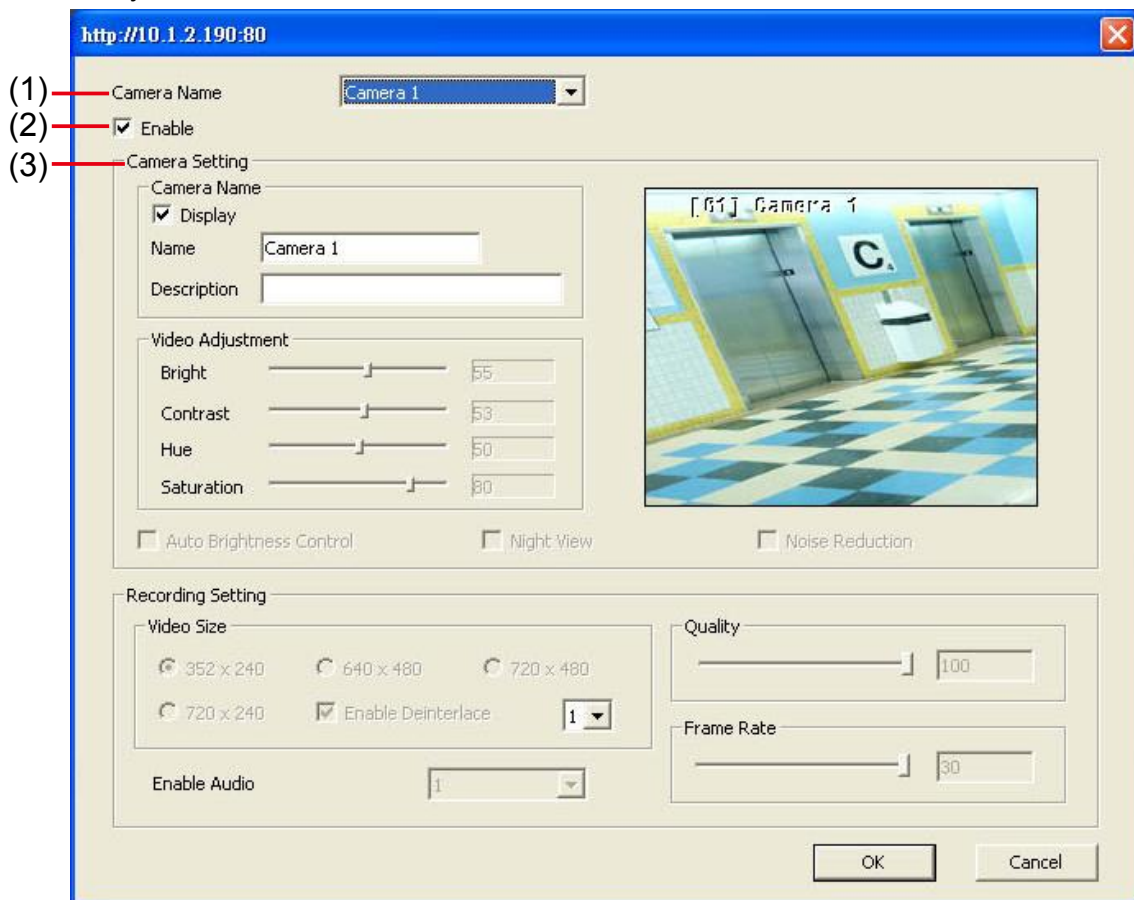 http://10.1.2.190:80
(1) Camera Name Camera 1
(2) Enable
(3) Camera Setting
Camera Name
Display
Name Camera 1
Description
[01] Camera 1
C
4
Video Adjustment
Bright 55
Contrast 53
Hue 50
Saturation 80
Auto Brightness Control Night View Noise Reduction
Recording Setting
Video Size
352 x 240 640 x 480 720 x 480
720 x 240 Enable Deinterlace 1
Enable Audio 1
Quality
100
Frame Rate
30
OK Cancel